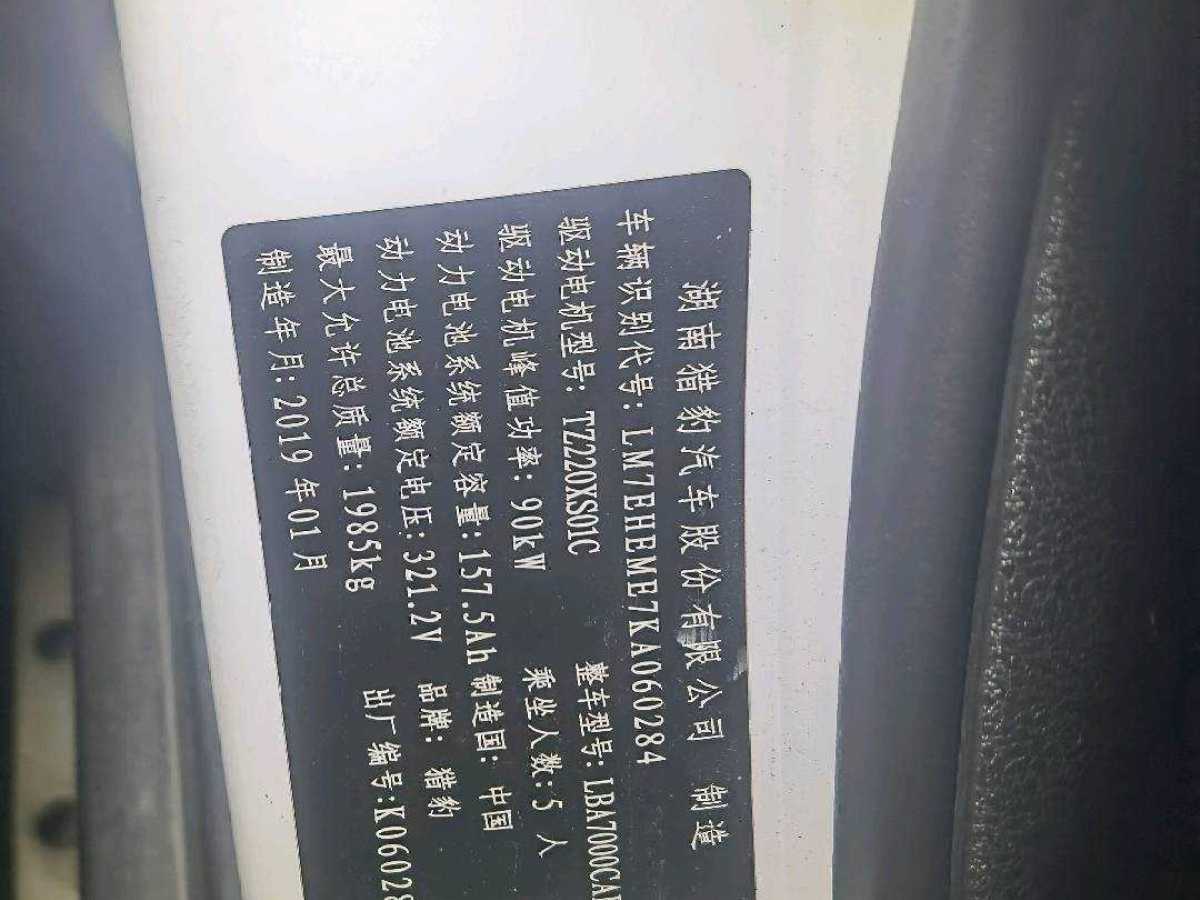 湖南猎豹汽车股份有限公司 制造
车辆识别代号: LM7EHEME7KA060284
驱动电机型号: TZ220XS01C 整车型号: LBA7000CA
驱动电机峰值功率: 90kW 乘坐人数: 5 人
动力电池系统额定容量: 157.5Ah 制造国: 中国
动力电池系统额定电压: 321.2V 品牌: 猎豹
最大允许总质量: 1985kg 出厂编号: K06028
制造年月: 2019年01月